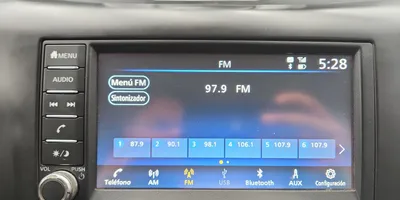 MENU
AUDIO
VOL PUSH
FM
5:28
Menú FM
97.9 FM
Sintonizador
1 87.9 2 90.1 3 98.1 4 106.1 5 107.9 6 107.9
Teléfono AM FM USB Bluetooth AUX Configuración